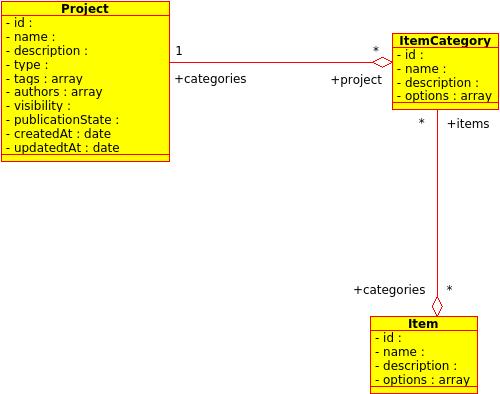 Project
- id :
- name :
- description :
- type :
- tags : array
- authors : array
- visibility :
- publicationState :
- createdAt : date
- updatedtAt : date
1
+categories
*
+project
ItemCategory
- id :
- name :
- description :
- options : array
*
+items
+categories
*
Item
- id :
- name :
- description :
- options : array